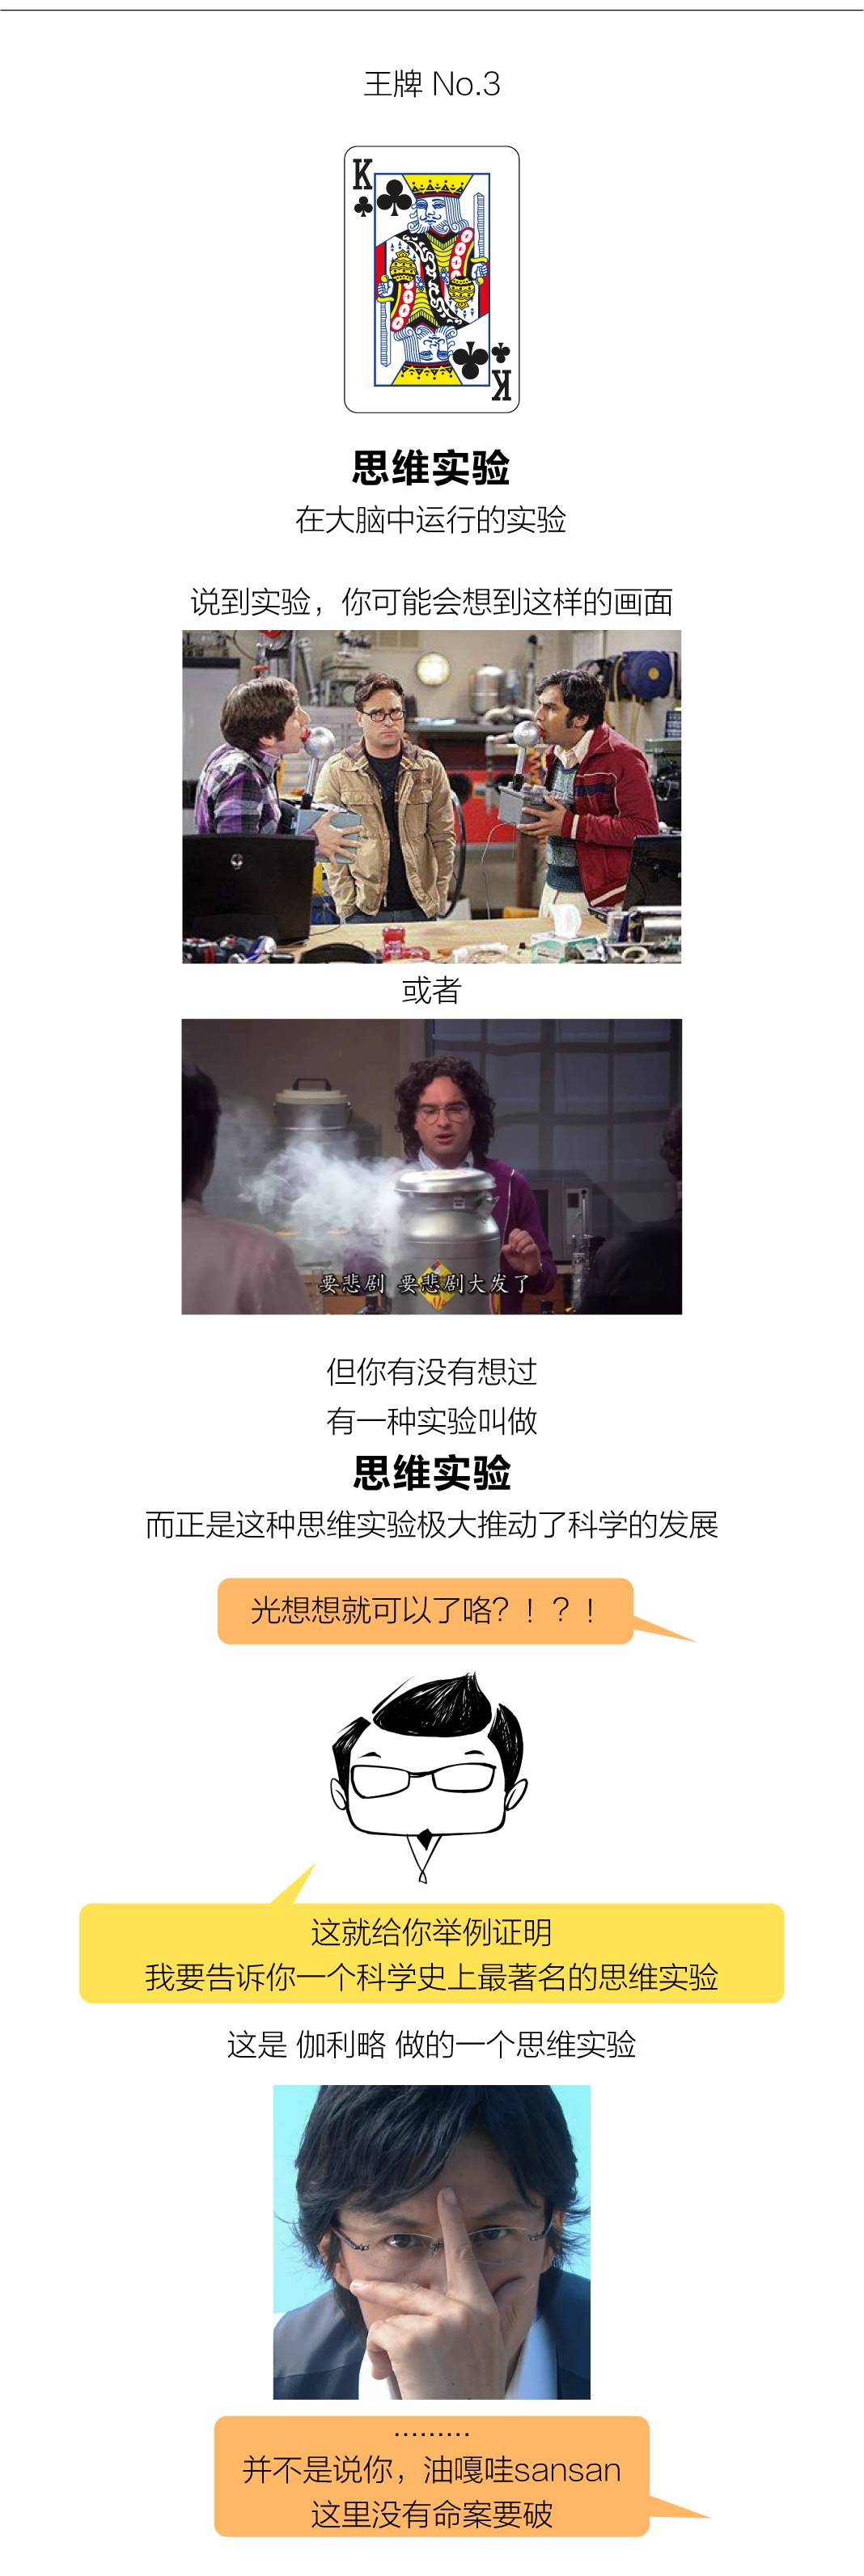 王牌 No.3
K
K
思维实验
在大脑中运行的实验
说到实验，你可能会想到这样的画面
或者
要悲剧 要悲剧大发了
但你有没有想过
有一种实验叫做
思维实验
而正是这种思维实验极大推动了科学的发展
光想想就可以了咯？！？！
这就给你举例证明
我要告诉你一个科学史上最著名的思维实验
这是 伽利略 做的一个思维实验
………
并不是说你，油嘎哇sansan
这里没有命案要破